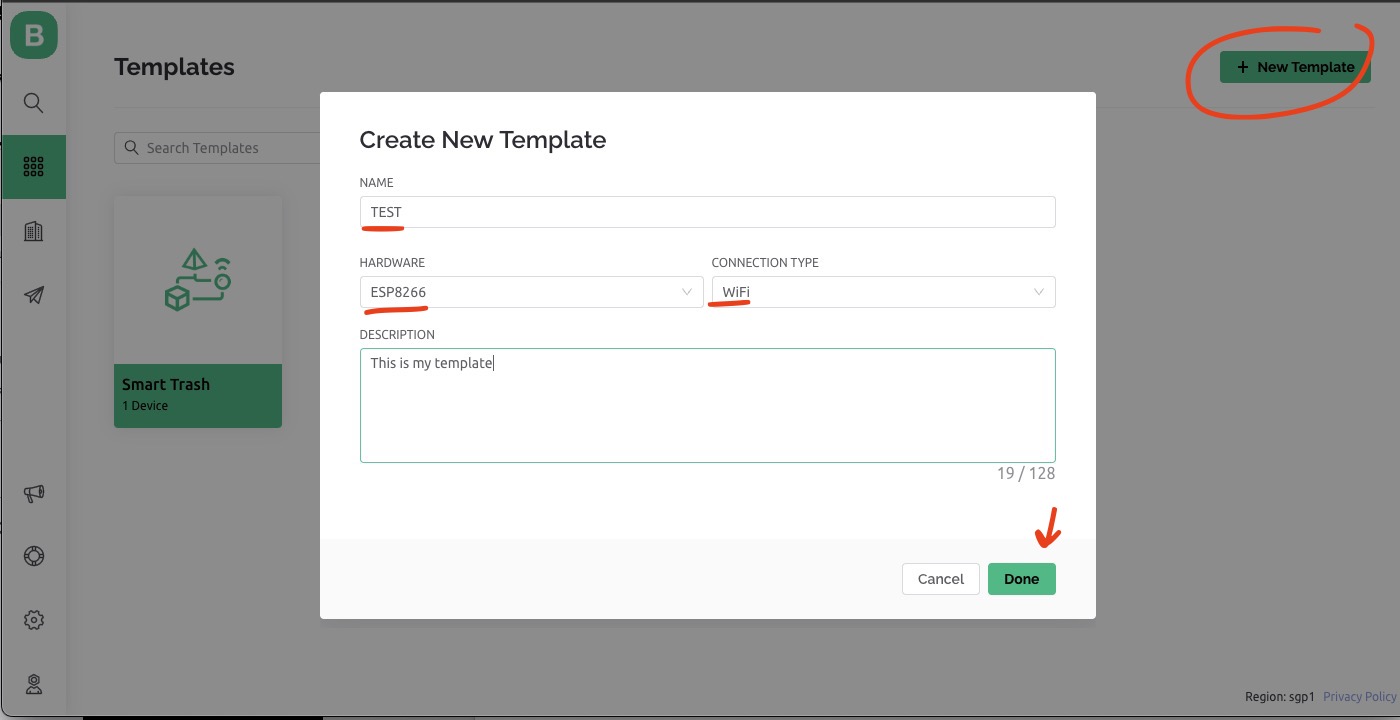 B
Templates
+ New Template
Search Templates
Smart Trash
1 Device
Create New Template
NAME
TEST
HARDWARE
CONNECTION TYPE
ESP8266
WiFi
DESCRIPTION
This is my template
19 / 128
Cancel
Done
Region: sgp1
Privacy Policy